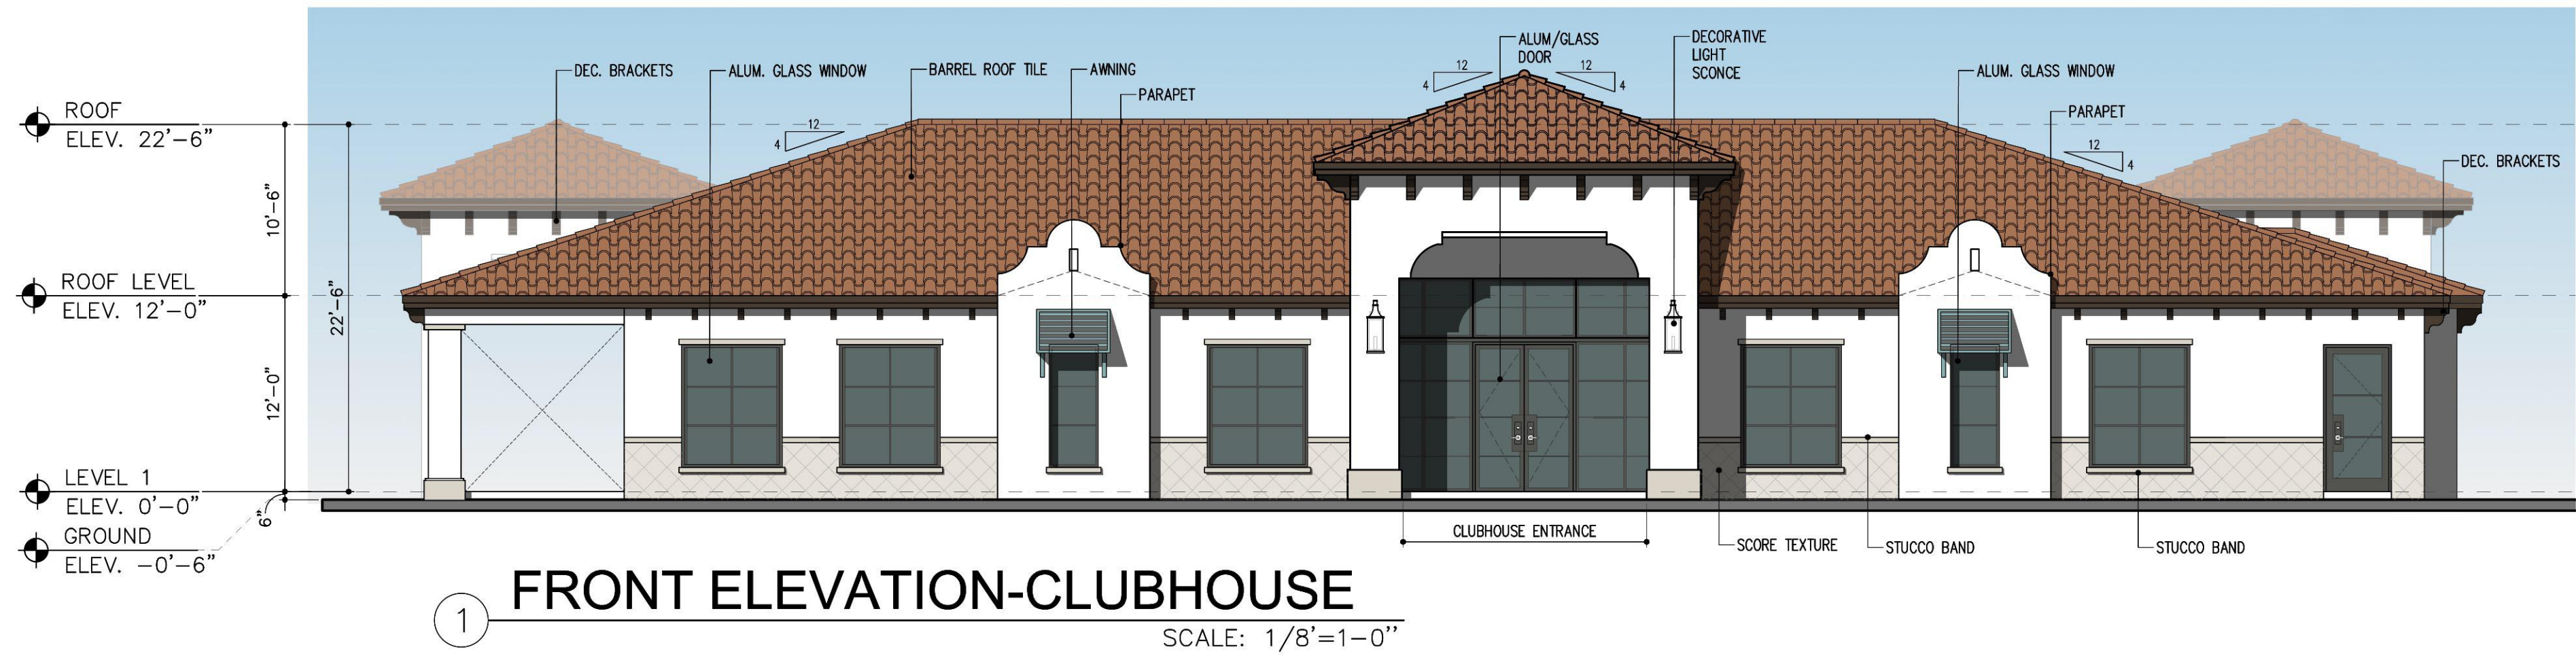 DEC. BRACKETS
ALUM. GLASS WINDOW
BARREL ROOF TILE
AWNING
PARAPET
12
4
ALUM/GLASS
DOOR
12
4
DECORATIVE
LIGHT
SCONCE
ALUM. GLASS WINDOW
PARAPET
12
4
DEC. BRACKETS
12
4
ROOF
ELEV. 22'-6"
10'-6"
ROOF LEVEL
ELEV. 12'-0"
22'-6"
12'-0"
LEVEL 1
ELEV. 0'-0"
6"
GROUND
ELEV. -0'-6"
CLUBHOUSE ENTRANCE
SCORE TEXTURE
STUCCO BAND
STUCCO BAND
1
FRONT ELEVATION-CLUBHOUSE
SCALE: 1/8'=1-0''